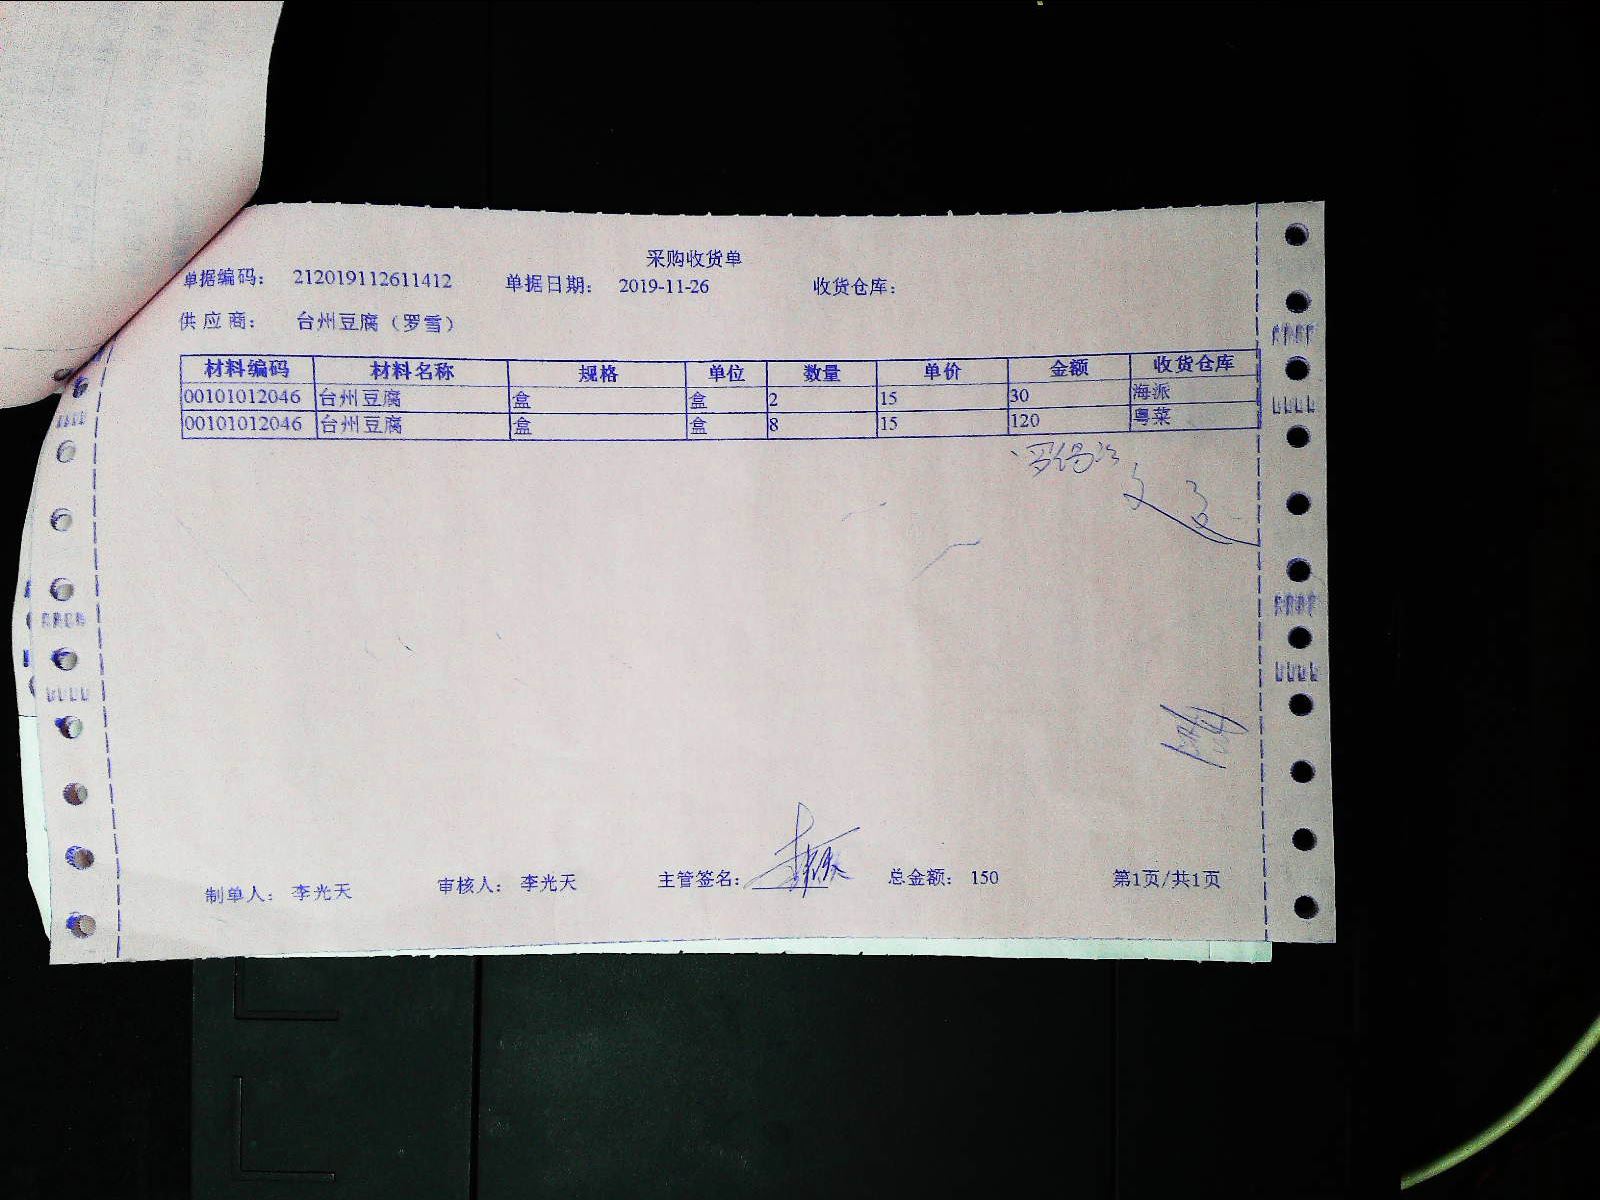 采购收货单
单据编码： 212019112611412 单据日期： 2019-11-26 收货仓库：
供应商： 台州豆腐（罗雪）
材料编码 材料名称 规格 单位 数量 单价 金额 收货仓库
00101012046 台州豆腐 盒 盒 2 15 30 海派
00101012046 台州豆腐 盒 盒 8 15 120 粤菜
制单人： 李光天 审核人： 李光天 主管签名： 总金额： 150 第1页/共1页